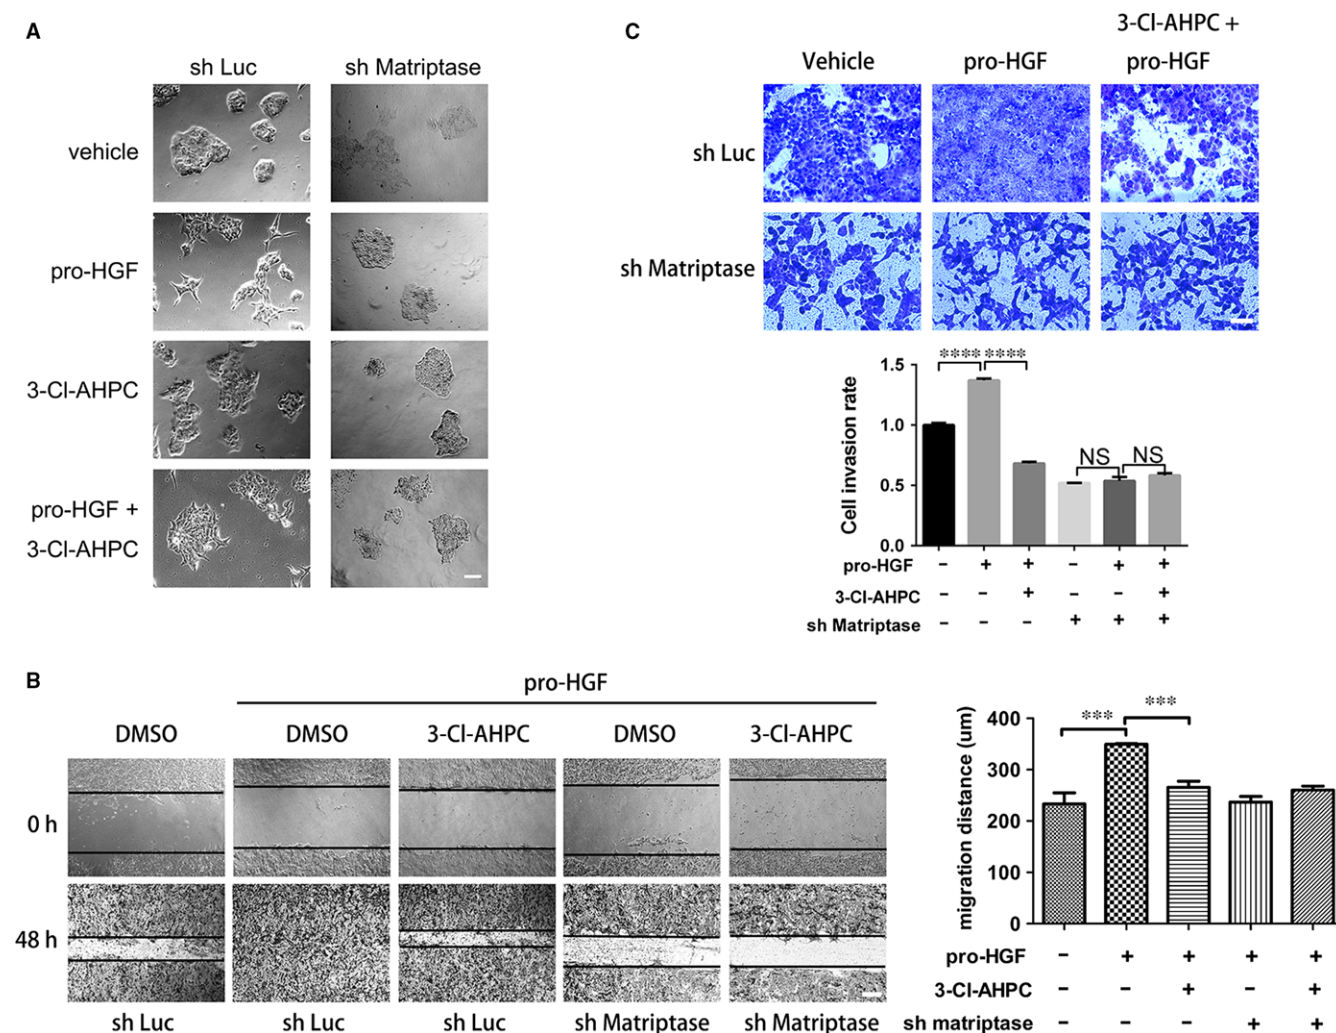 A
sh Luc sh Matriptase
vehicle
pro-HGF
3-Cl-AHPC
pro-HGF +
3-Cl-AHPC
C
3-Cl-AHPC +
Vehicle pro-HGF pro-HGF
sh Luc
sh Matriptase
**** ****
NS NS
Cell invasion rate
1.5
1.0
0.5
0.0
pro-HGF - + + - + +
3-Cl-AHPC - - + - - +
sh Matriptase - - - + + +
B
pro-HGF
DMSO DMSO 3-Cl-AHPC DMSO 3-Cl-AHPC
0 h
48 h
sh Luc sh Luc sh Luc sh Matriptase sh Matriptase
*** ***
migration distance (um)
400
300
200
100
0
pro-HGF - + + + +
3-Cl-AHPC - - + - +
sh matriptase - - - + +